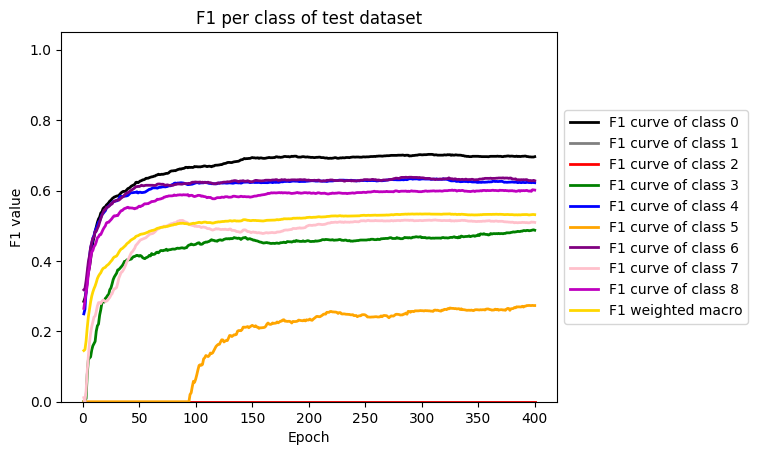 F1 per class of test dataset
F1 value
1.0
0.8
0.6
0.4
0.2
0.0
0
50
100
150
200
250
300
350
400
Epoch
F1 curve of class 0
F1 curve of class 1
F1 curve of class 2
F1 curve of class 3
F1 curve of class 4
F1 curve of class 5
F1 curve of class 6
F1 curve of class 7
F1 curve of class 8
F1 weighted macro